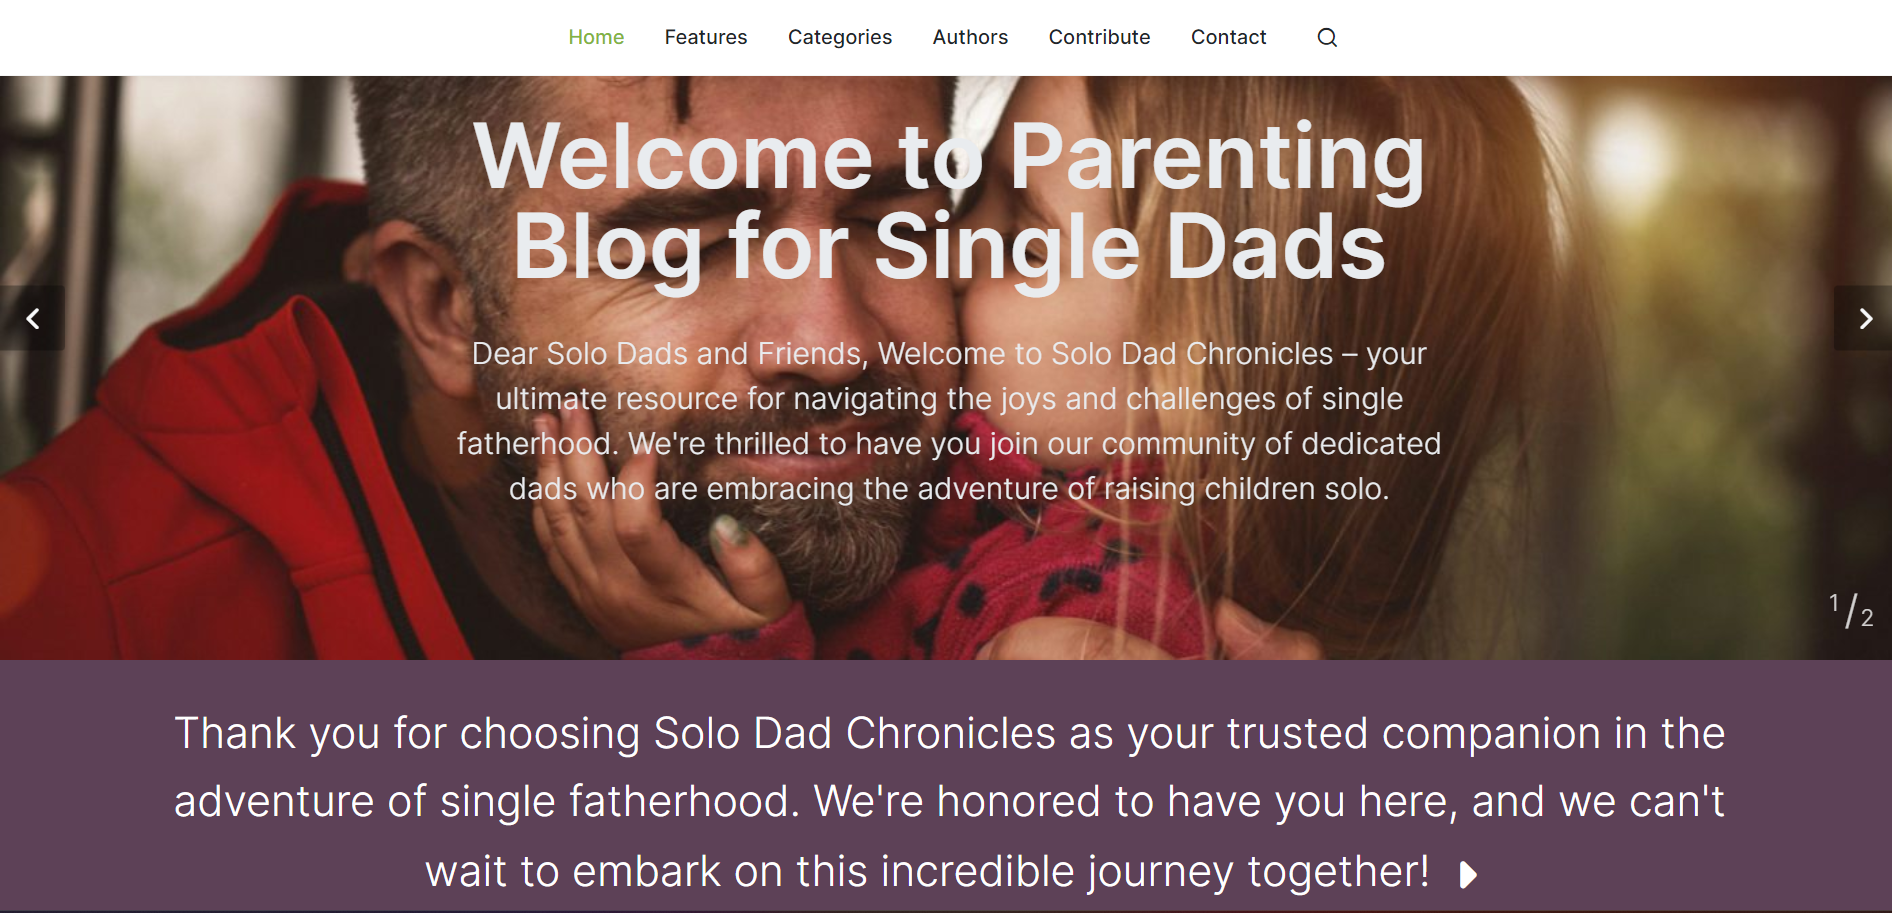 Home Features Categories Authors Contribute Contact
Welcome to Parenting
Blog for Single Dads
Dear Solo Dads and Friends, Welcome to Solo Dad Chronicles – your
ultimate resource for navigating the joys and challenges of single
fatherhood. We're thrilled to have you join our community of dedicated
dads who are embracing the adventure of raising children solo.
1/2
Thank you for choosing Solo Dad Chronicles as your trusted companion in the
adventure of single fatherhood. We're honored to have you here, and we can't
wait to embark on this incredible journey together!